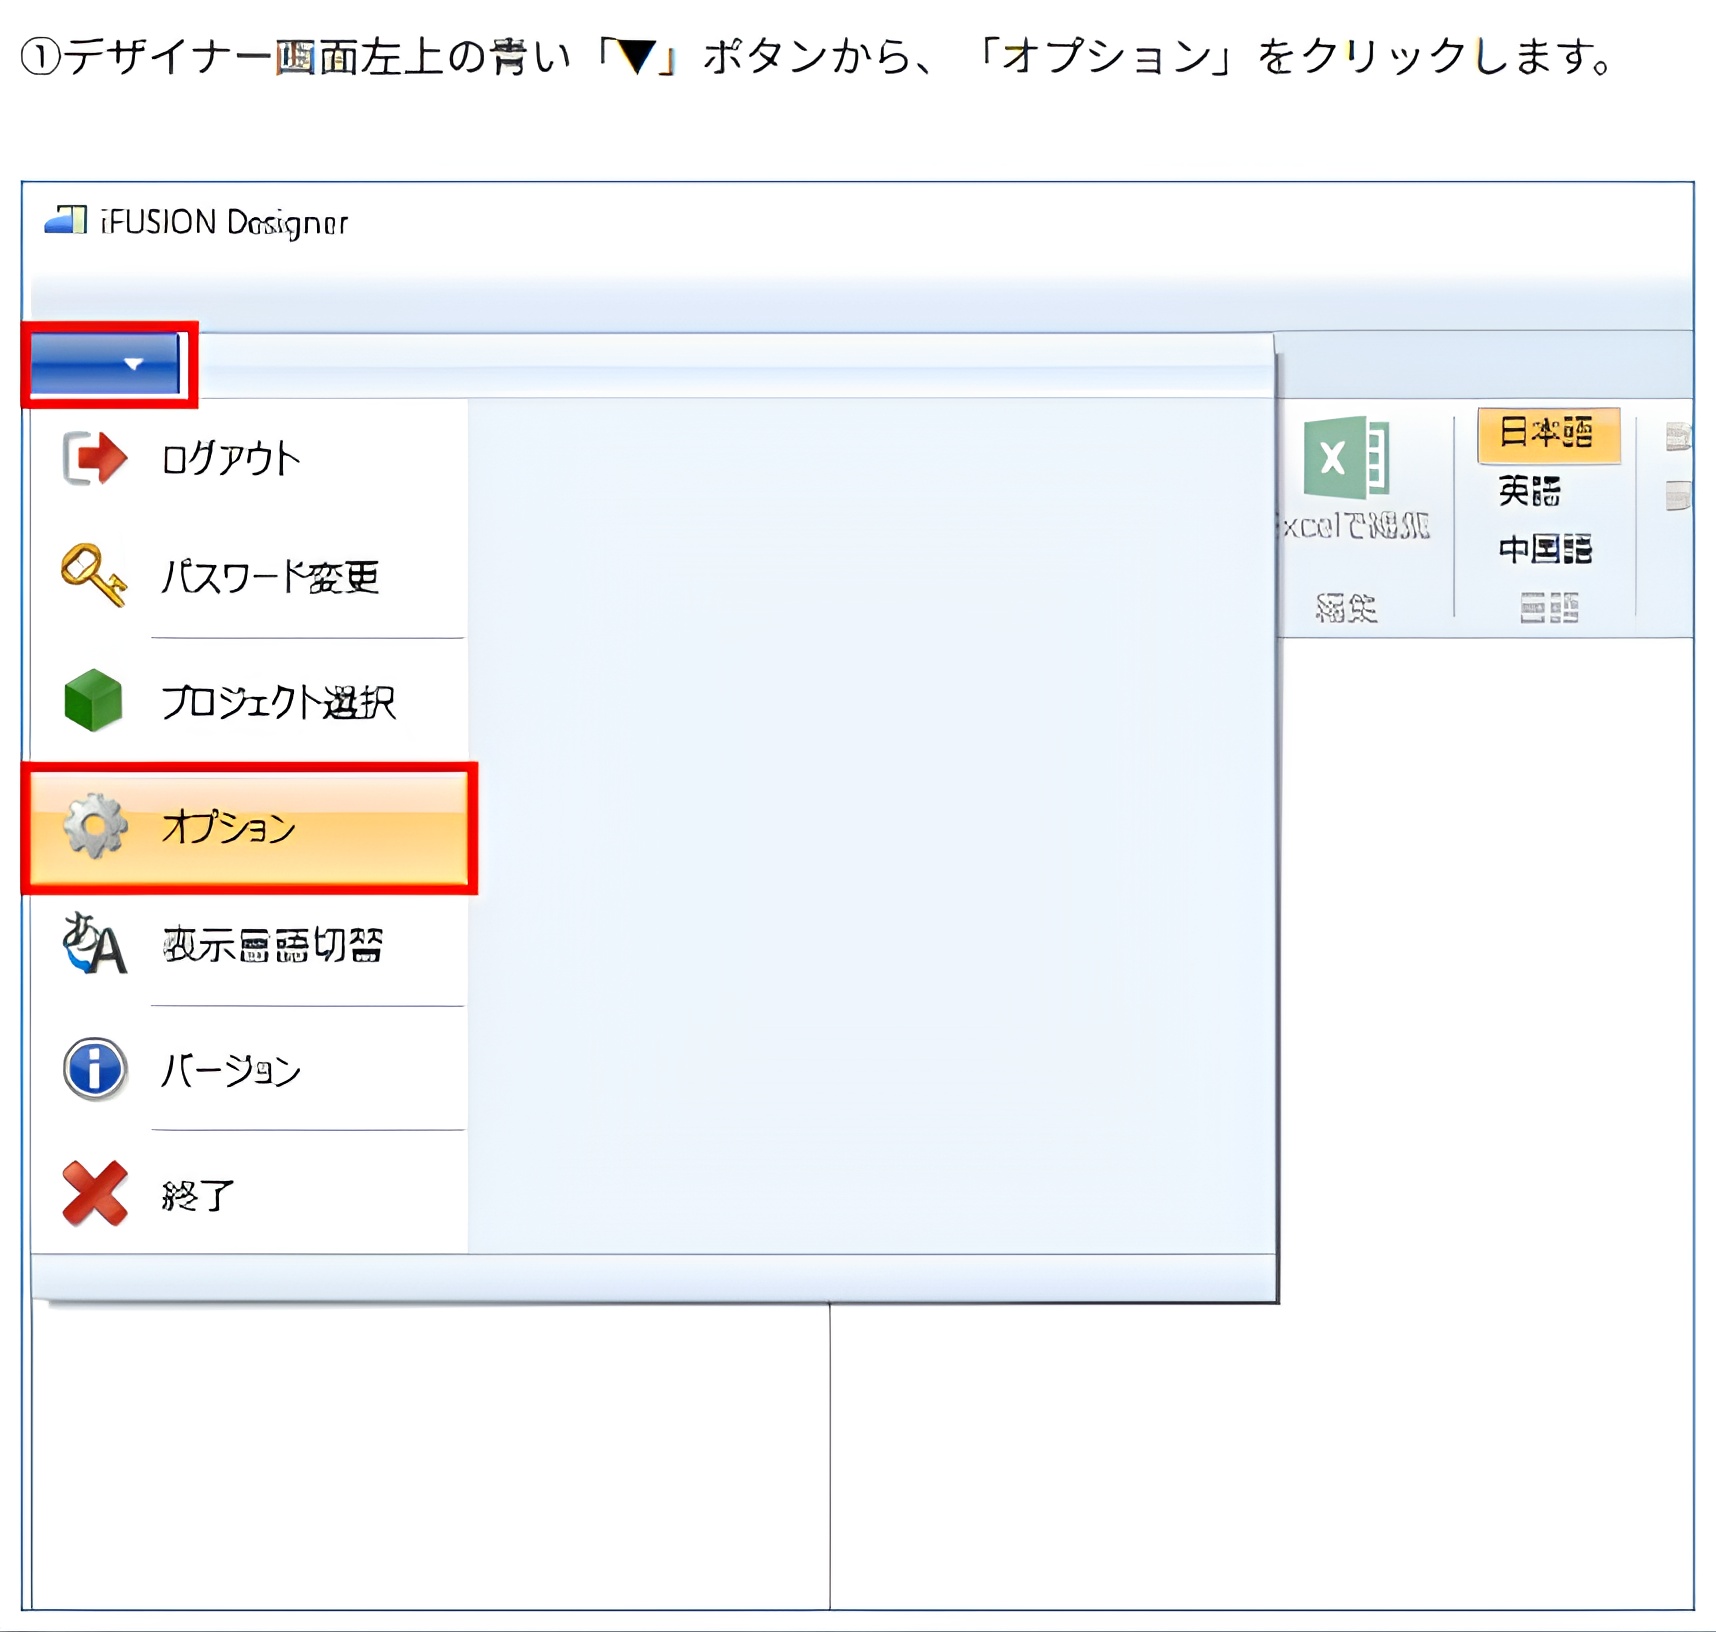 ①デザイナー画面左上の青い「▼」ボタンから、「オプション」をクリックします。
iFUSION Designer
ログアウト
パスワード変更
プロジェクト選択
オプション
表示言語切替
バージョン
終了
xcelで編集
編集
日本語
英語
中国語
言語